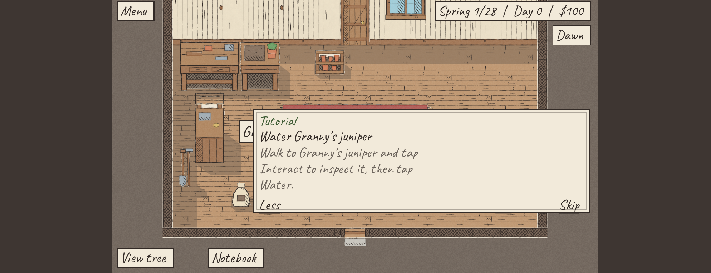 Menu
Spring 1/28 / Day 0 / $100
Dawn
Tutorial
Water Granny's juniper
Walk to Granny's juniper and tap
Interact to inspect it, then tap
Water.
Less
Skip
View tree
Notebook